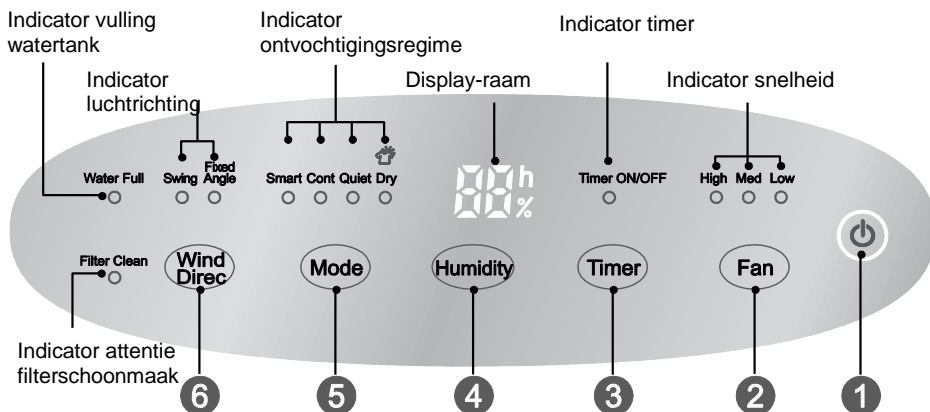 Indicator vulling
watertank
Indicator
ontvochtigingsregime
Indicator timer
Indicator
luchtrichting
Display-raam
Indicator snelheid
Water Full
Swing
Fixed
Angle
Smart Cont Quiet Dry
88h
%
Timer ON/OFF
High Med Low
Filter Clean
Wind
Direc
Mode
Humidity
Timer
Fan
Indicator attentie
filterschoonmaak
6 5 4 3 2 1